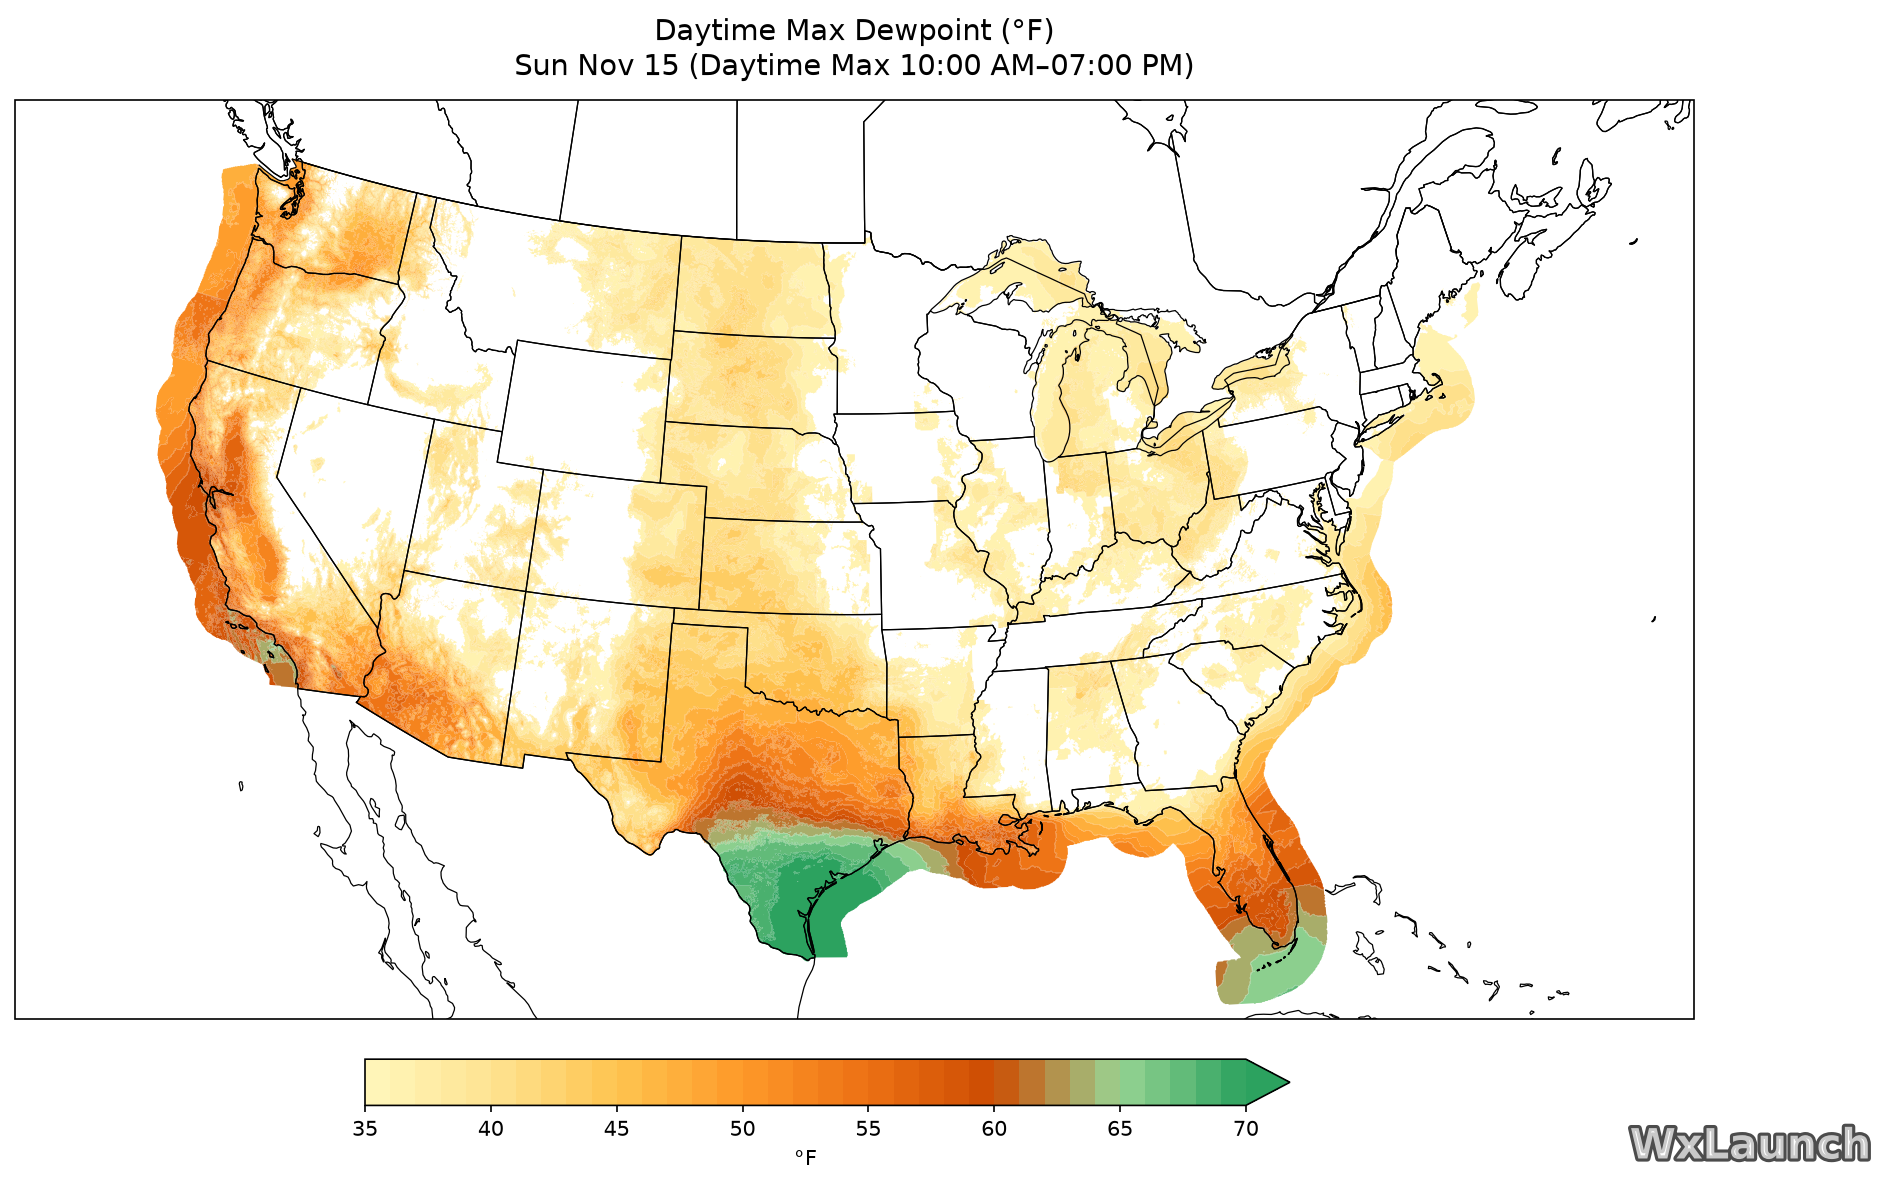 Daytime Max Dewpoint (°F)
Sun Nov 15 (Daytime Max 10:00 AM–07:00 PM)
35 40 45 50 55 60 65 70
°F
WxLaunch